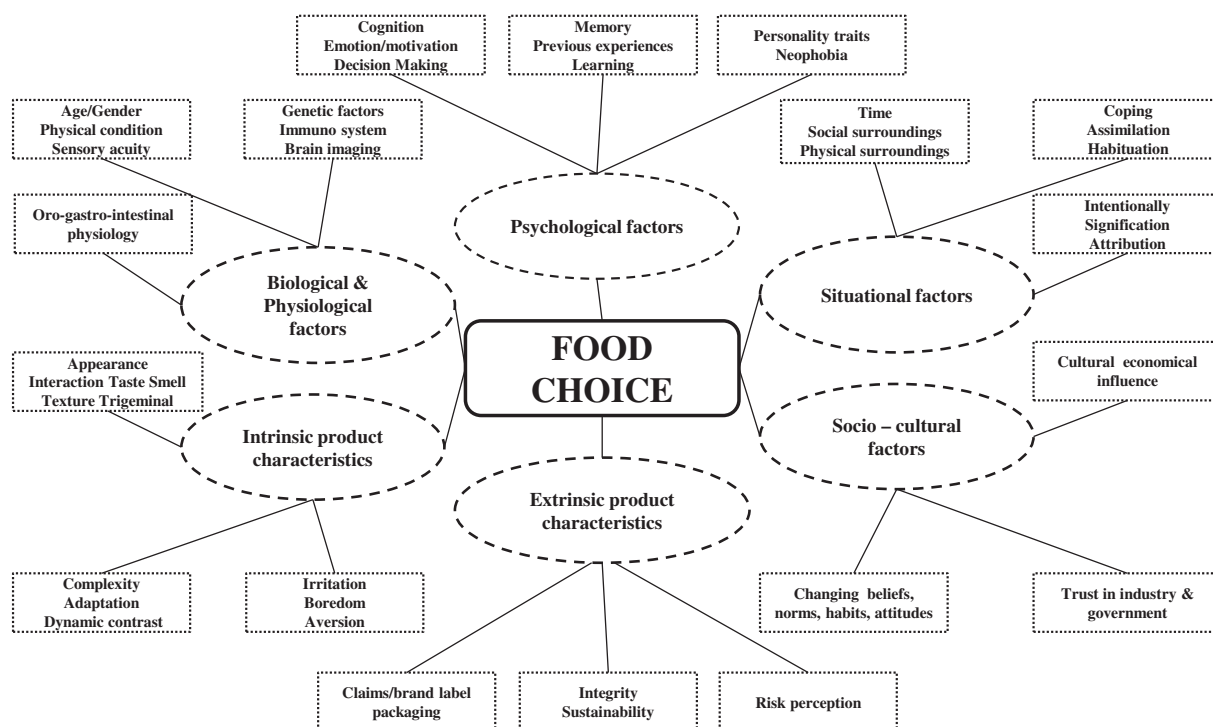 Cognition
Emotion/motivation
Decision Making
Memory
Previous experiences
Learning
Personality traits
Neophobia
Age/Gender
Physical condition
Sensory acuity
Genetic factors
Immuno system
Brain imaging
Time
Social surroundings
Physical surroundings
Coping
Assimilation
Habituation
Oro-gastro-intestinal
physiology
Psychological factors
Intentionally
Signification
Attribution
Biological &
Physiological
factors
Situational factors
FOOD
CHOICE
Appearance
Interaction Taste Smell
Texture Trigeminal
Cultural economical
influence
Intrinsic product
characteristics
Socio – cultural
factors
Extrinsic product
characteristics
Complexity
Adaptation
Dynamic contrast
Irritation
Boredom
Aversion
Changing beliefs,
norms, habits, attitudes
Trust in industry &
government
Claims/brand label
packaging
Integrity
Sustainability
Risk perception